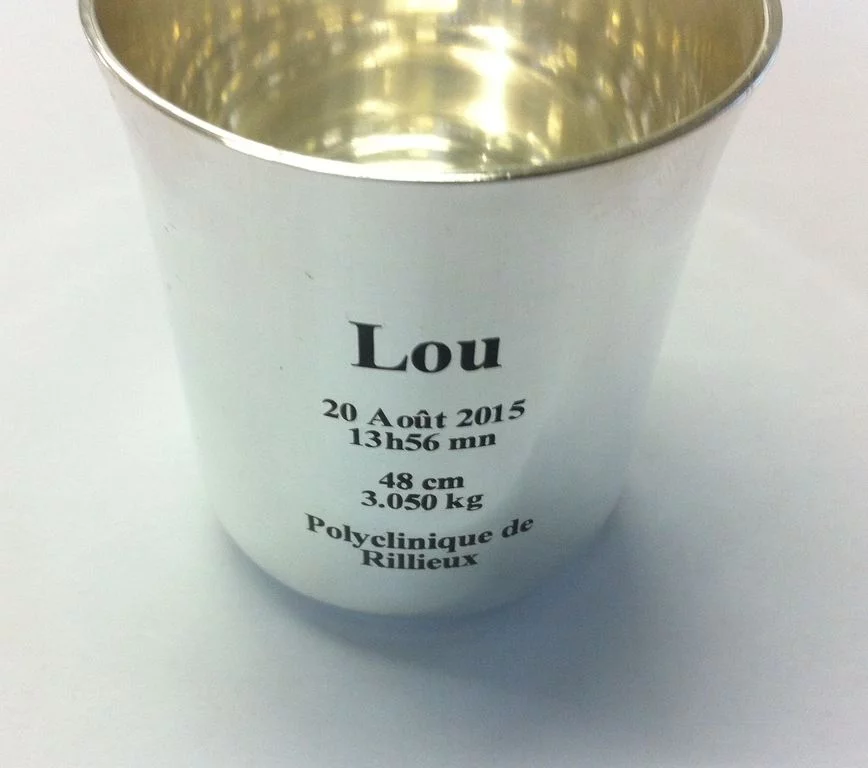 Lou
20 Août 2015
13h56 mn
48 cm
3.050 kg
Polyclinique de
Rillieux